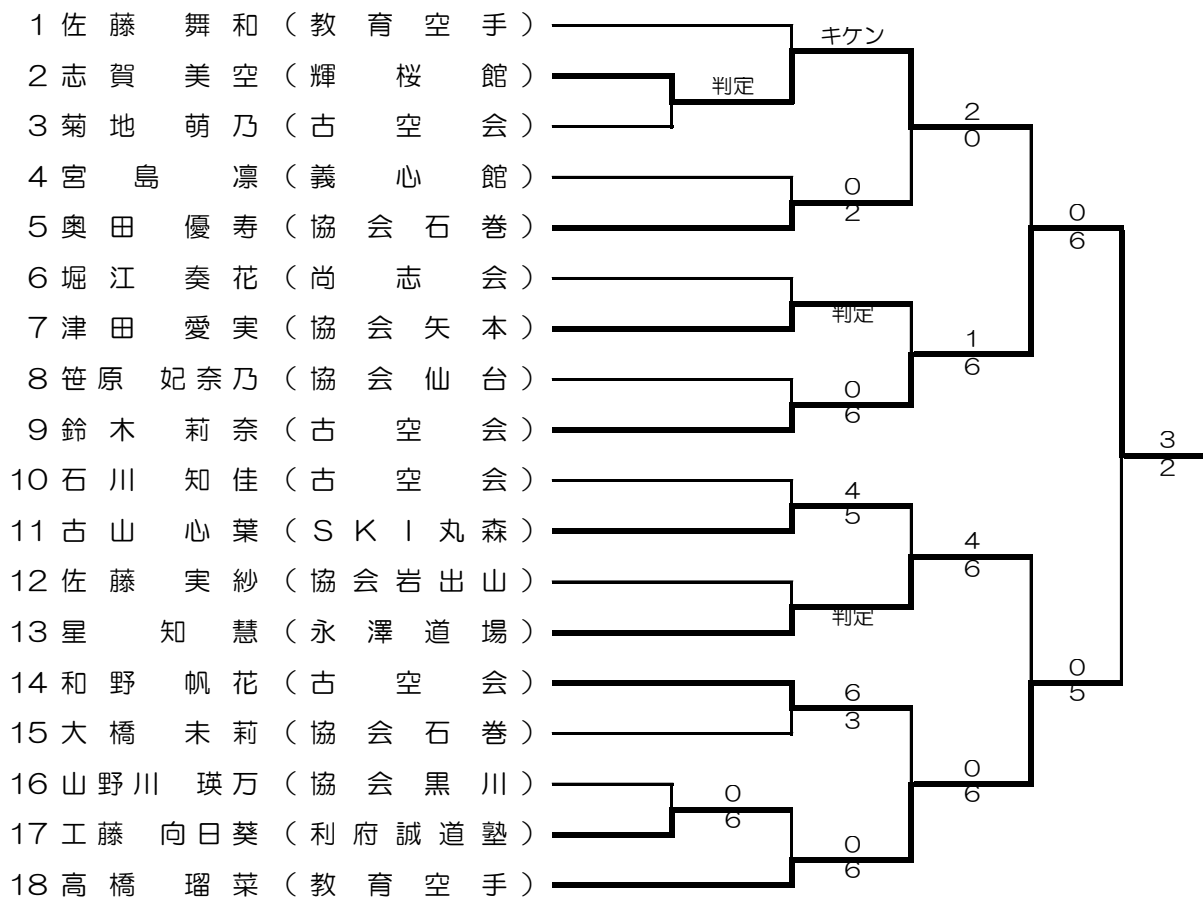 1 佐藤 舞和 (教育空手)
キケン
2 志賀 美空 (輝桜館)
判定
3 菊地 萌乃 (古空会)
2
0
4 宮島 凛 (義心館)
0
2
5 奥田 優寿 (協会石巻)
0
6
6 堀江 奏花 (尚志会)
判定
7 津田 愛実 (協会矢本)
1
6
8 笹原 妃奈乃 (協会仙台)
0
6
9 鈴木 莉奈 (古空会)
3
2
10 石川 知佳 (古空会)
4
5
11 古山 心葉 (SKI丸森)
4
6
12 佐藤 実紗 (協会岩出山)
判定
13 星 知慧 (永澤道場)
0
5
14 和野 帆花 (古空会)
6
3
15 大橋 未莉 (協会石巻)
0
6
16 山野川 瑛万 (協会黒川)
0
6
17 工藤 向日葵 (利府誠道塾)
0
6
18 高橋 瑠菜 (教育空手)